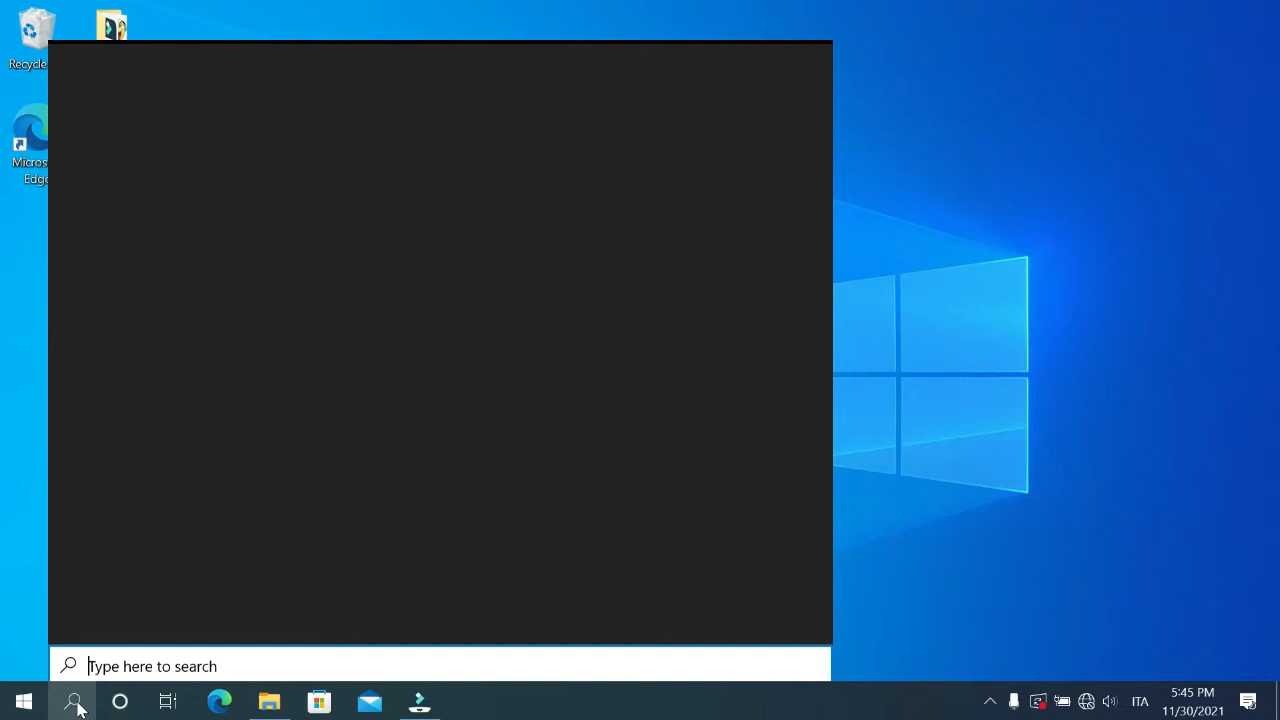 Recycle
Micros
Edge
Type here to search
ITA
5:45 PM
11/30/2021